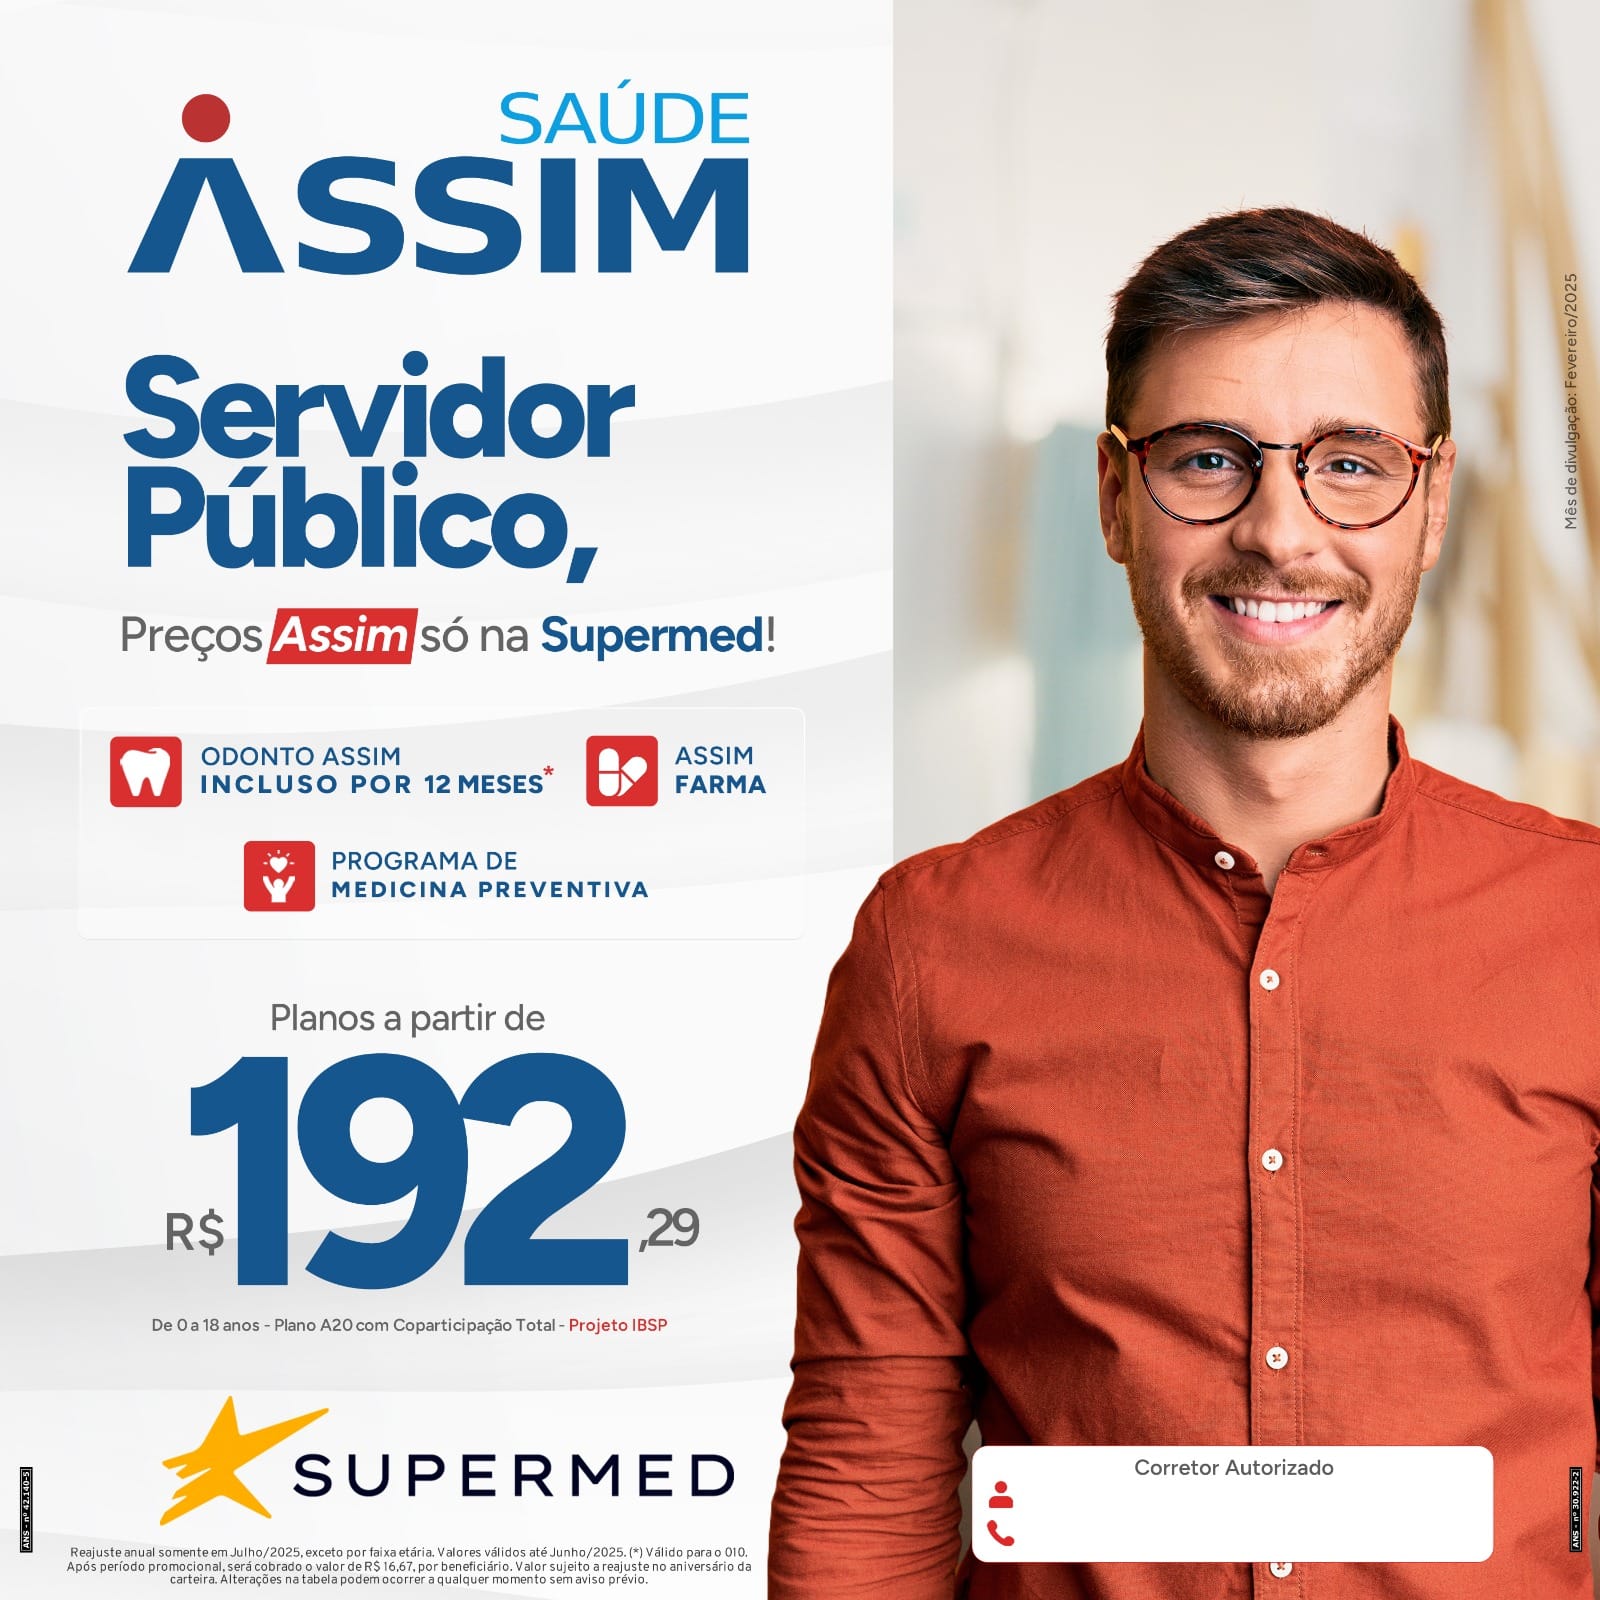 SAÚDE
ASSIM
Servidor
Público,
Preços Assim só na Supermed!
ODONTO ASSIM
INCLUSO POR 12 MESES*
ASSIM
FARMA
PROGRAMA DE
MEDICINA PREVENTIVA
Planos a partir de
R$192,29
De 0 a 18 anos - Plano A20 com Coparticipação Total - Projeto IBSP
SUPERMED
Reajuste anual somente em Julho/2025, exceto por faixa etária. Valores válidos até Junho/2025. (*) Válido para o 010.
Após período promocional, será cobrado o valor de R$ 16,67, por beneficiário. Valor sujeito a reajuste no aniversário da
carteira. Alterações na tabela podem ocorrer a qualquer momento sem aviso prévio.
ANS - nº 42.140-5
Mês de divulgação: Fevereiro/2025
Corretor Autorizado
ANS - nº 30.922-2